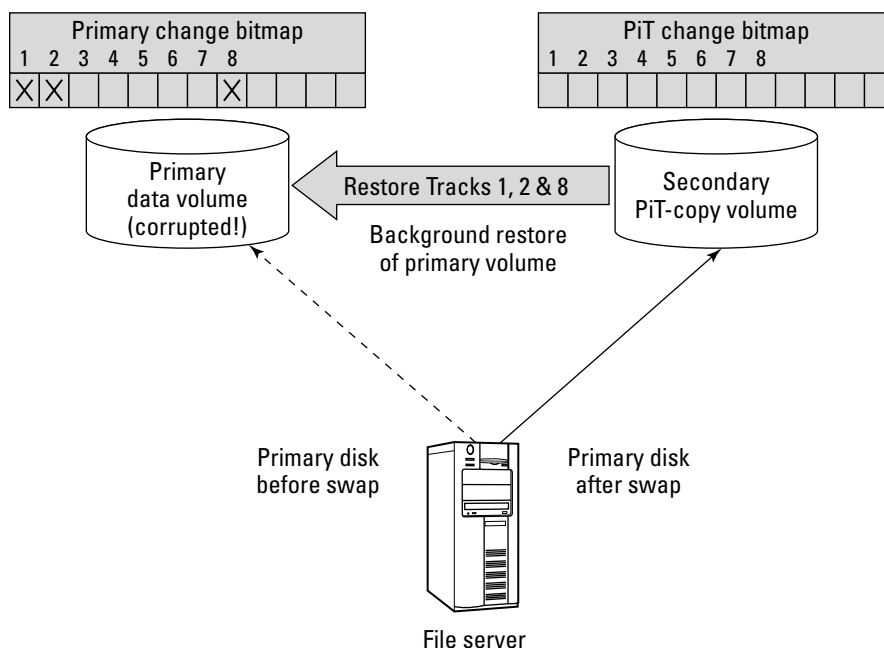 Primary change bitmap
1 2 3 4 5 6 7 8
X X X
PiT change bitmap
1 2 3 4 5 6 7 8
Primary
data volume
(corrupted!)
Restore Tracks 1, 2 & 8
Background restore
of primary volume
Secondary
PiT-copy volume
Primary disk
before swap
Primary disk
after swap
File server